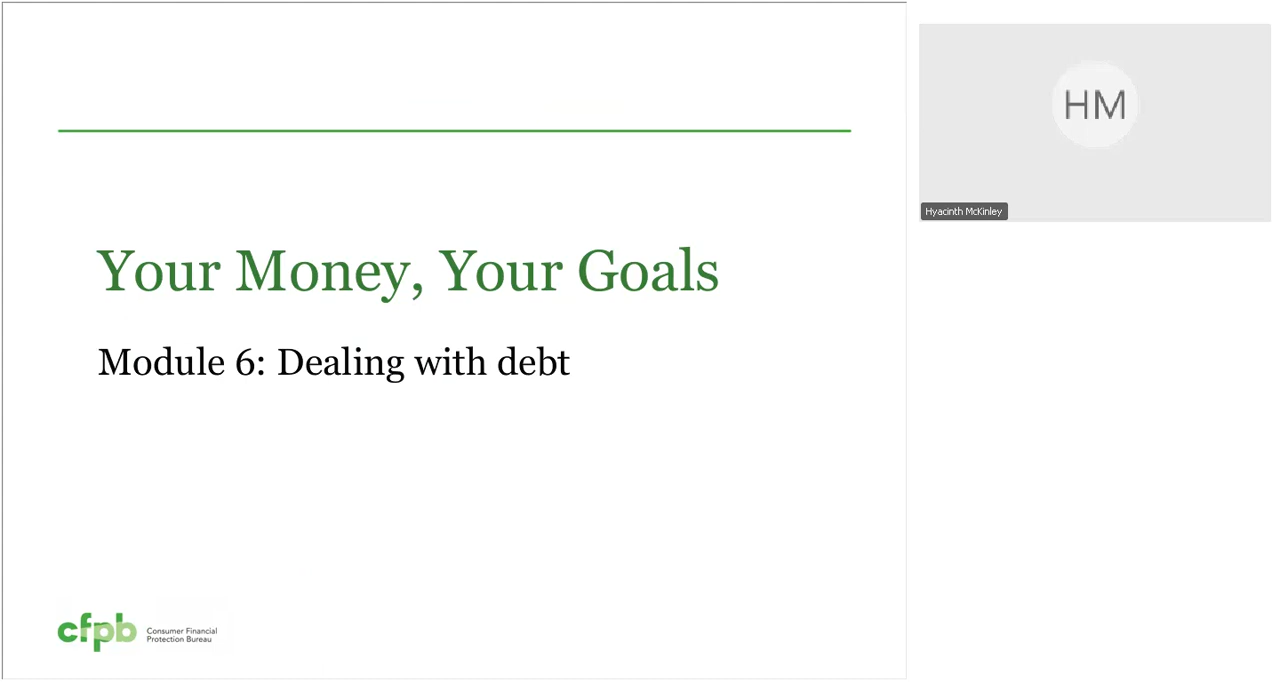 Your Money, Your Goals
Module 6: Dealing with debt
cfpb
Consumer Financial
Protection Bureau
HM
Hyacinth McKinley